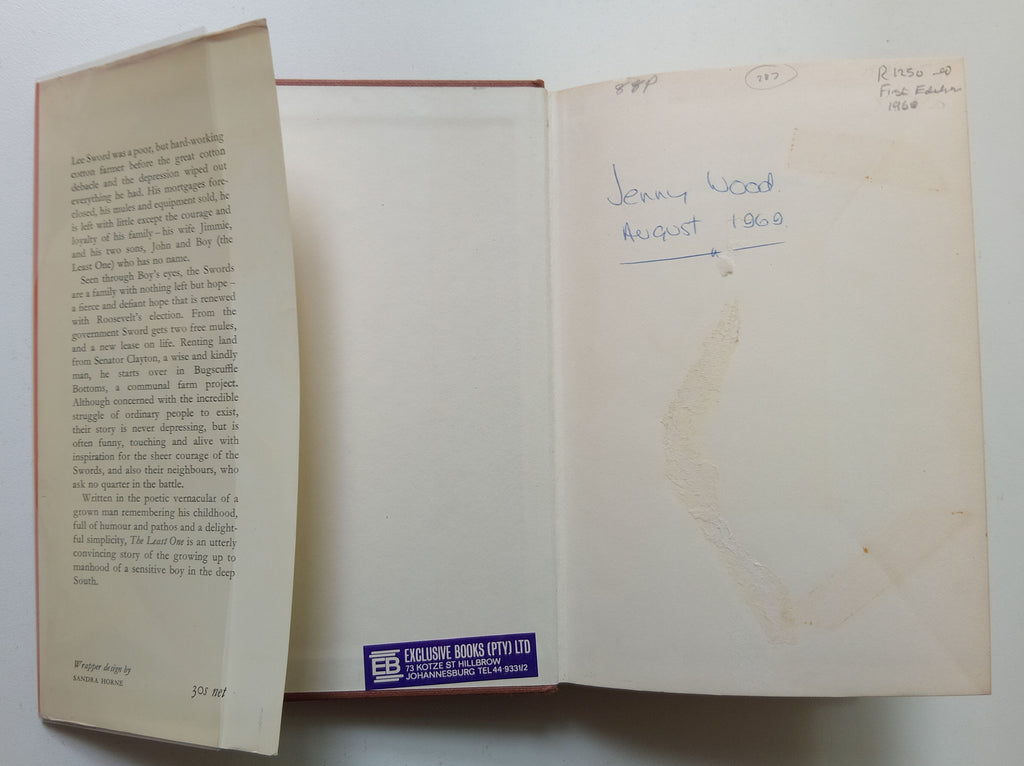 Lee Sword was a poor, but hard-working
cotton farmer before the great cotton
debacle and the depression wiped out
everything he had. His mortgages fore-
closed, his mules and equipment sold, he
is left with little except the courage and
loyalty of his family – his wife Jimmie,
and his two sons, John and Boy (the
Least One) who has no name.
Seen through Boy's eyes, the Swords
are a family with nothing left but hope –
a fierce and defiant hope that is renewed
with Roosevelt's election. From the
government Sword gets two free mules,
and a new lease on life. Renting land
from Senator Clayton, a wise and kindly
man, he starts over in Bugscuffle
Bottoms, a communal farm project.
Although concerned with the incredible
struggle of ordinary people to exist,
their story is never depressing, but is
often funny, touching and alive with
inspiration for the sheer courage of the
Swords, and also their neighbours, who
ask no quarter in the battle.
Written in the poetic vernacular of a
grown man remembering his childhood,
full of humour and pathos and a delight-
ful simplicity, The Least One is an utterly
convincing story of the growing up to
manhood of a sensitive boy in the deep
South.
Wrapper design by
SANDRA HORNE
30s net
EB
EXCLUSIVE BOOKS (PTY) LTD
73 KOTZE ST HILLBROW
JOHANNESBURG TEL 44-9331/2
88P
R1250
First Edition
Jenny Wood.
AUGUST 1969.